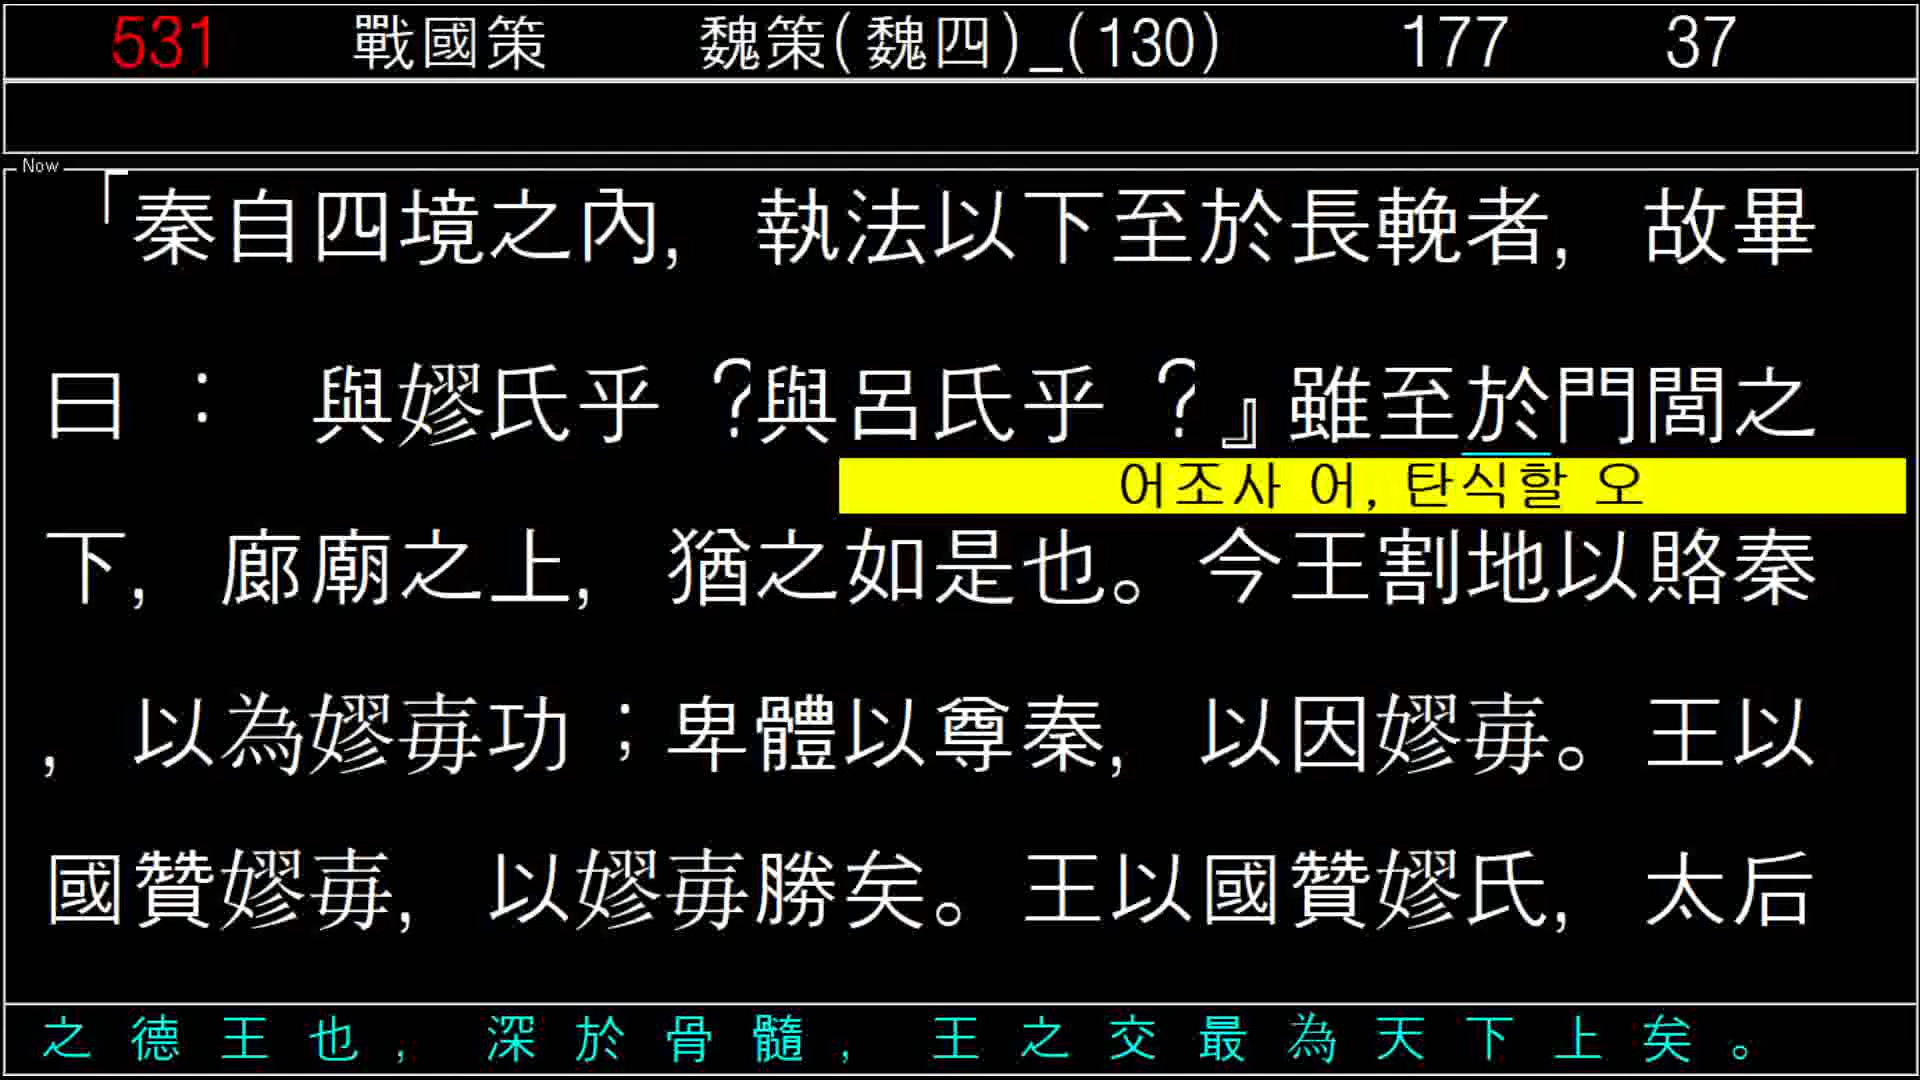 531 戰國策 魏策(魏四)_(130) 177 37
Now
「秦自四境之內, 執法以下至於長輓者, 故畢
曰 : 與嫪氏乎 ?與呂氏乎 ?』雖至於門閭之
어조사 어, 탄식할 오
下, 廊廟之上, 猶之如是也。今王割地以賂秦
, 以為嫪毐功 ; 卑體以尊秦, 以因嫪毐。王以
國贊嫪毐, 以嫪毐勝矣。王以國贊嫪氏, 太后
之德王也, 深於骨髓, 王之交最為天下上矣。